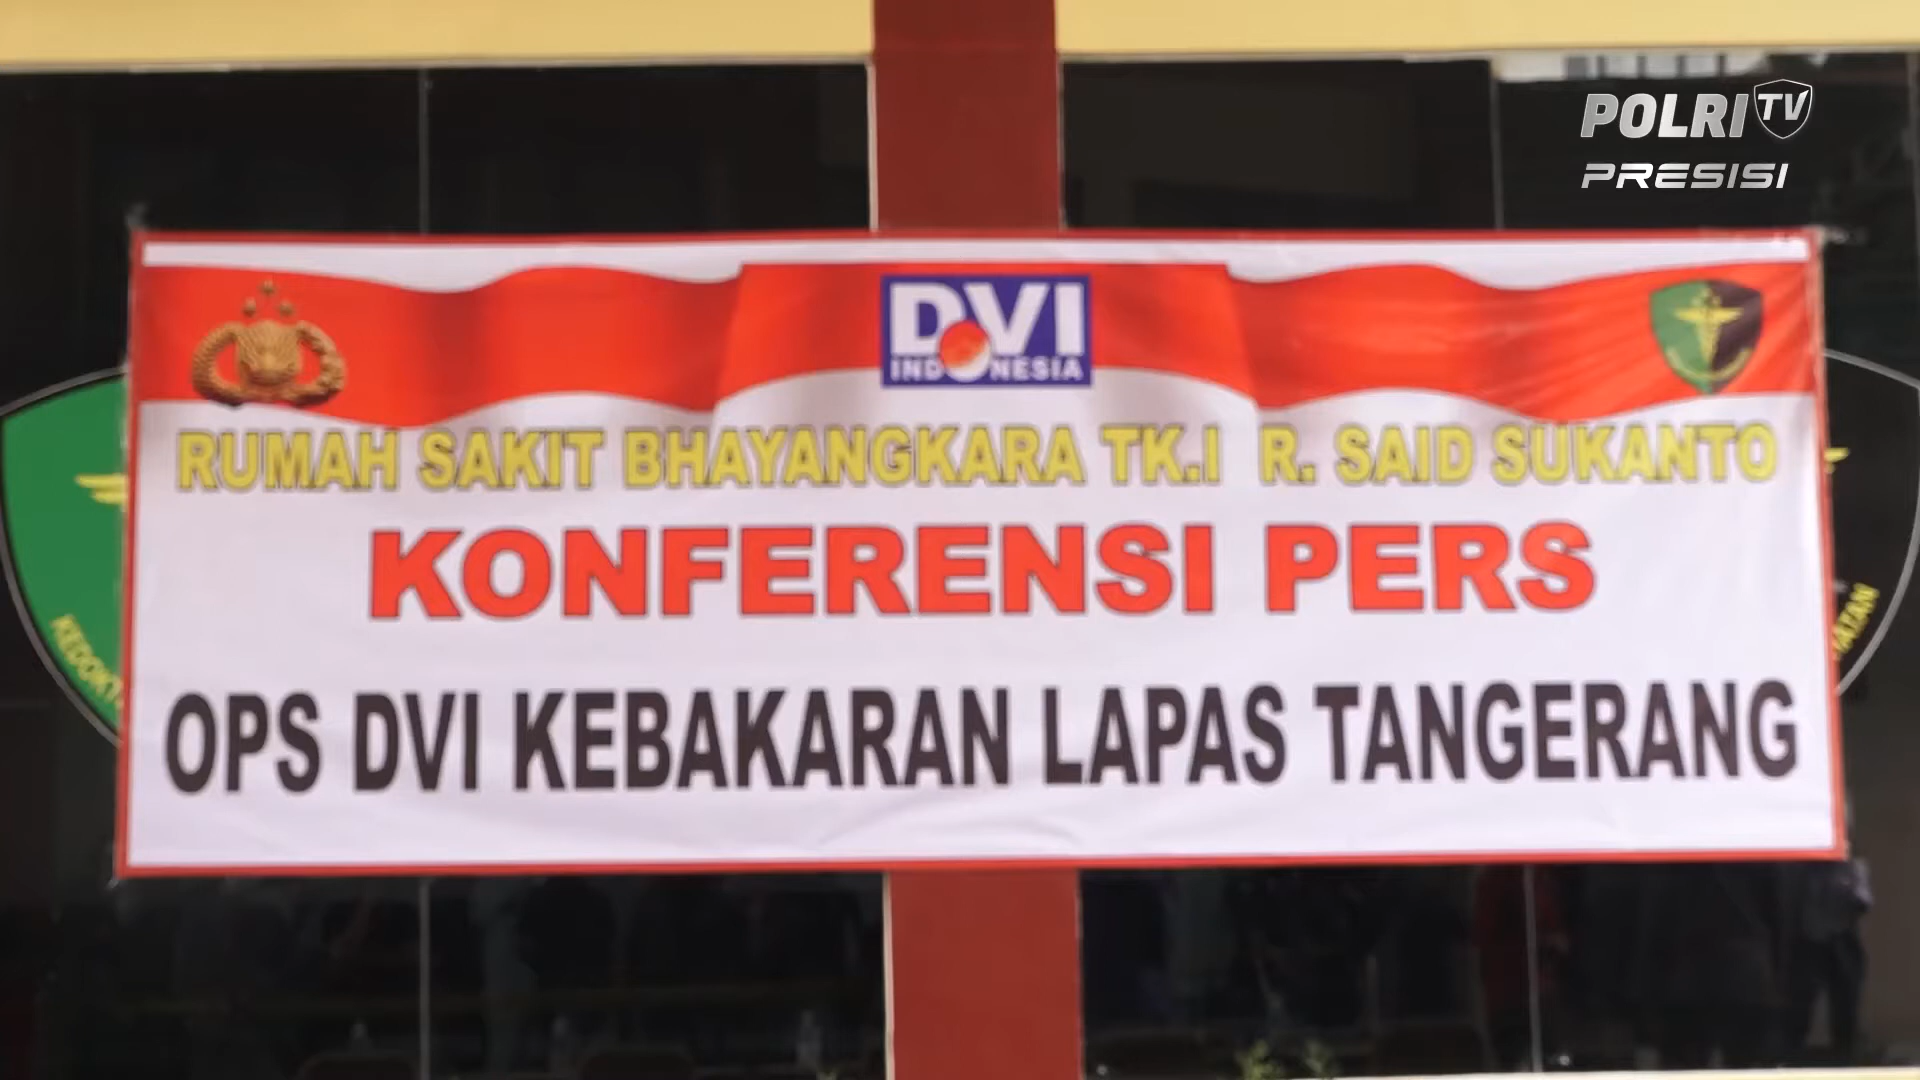 POLRI TV
PRESISI
DVI
INDONESIA
RUMAH SAKIT BHAYANGKARA TK.I R. SAID SUKANTO
KONFERENSI PERS
OPS DVI KEBAKARAN LAPAS TANGERANG